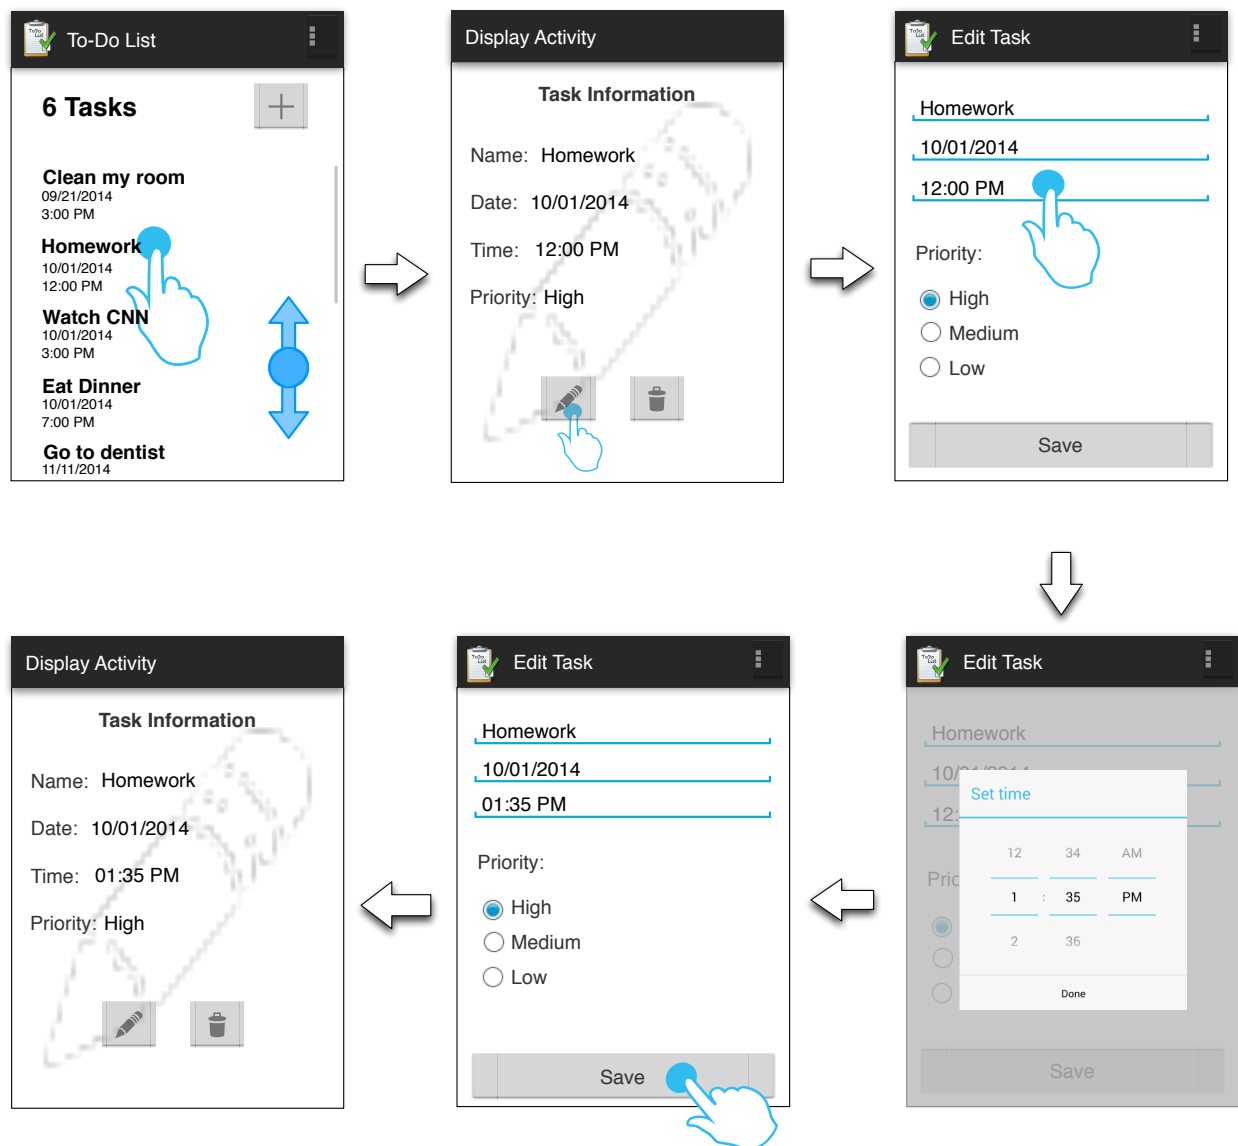 To-Do List
6 Tasks
Clean my room
09/21/2014
3:00 PM
Homework
10/01/2014
12:00 PM
Watch CNN
10/01/2014
3:00 PM
Eat Dinner
10/01/2014
7:00 PM
Go to dentist
11/11/2014
Display Activity
Task Information
Name: Homework
Date: 10/01/2014
Time: 12:00 PM
Priority: High
Edit Task
Homework
10/01/2014
12:00 PM
Priority:
High
Medium
Low
Save
Edit Task
Homework
10/01/2014
12:
Set time
12 34 AM
1 : 35 PM
2 36
Done
Save
Edit Task
Homework
10/01/2014
01:35 PM
Priority:
High
Medium
Low
Save
Display Activity
Task Information
Name: Homework
Date: 10/01/2014
Time: 01:35 PM
Priority: High